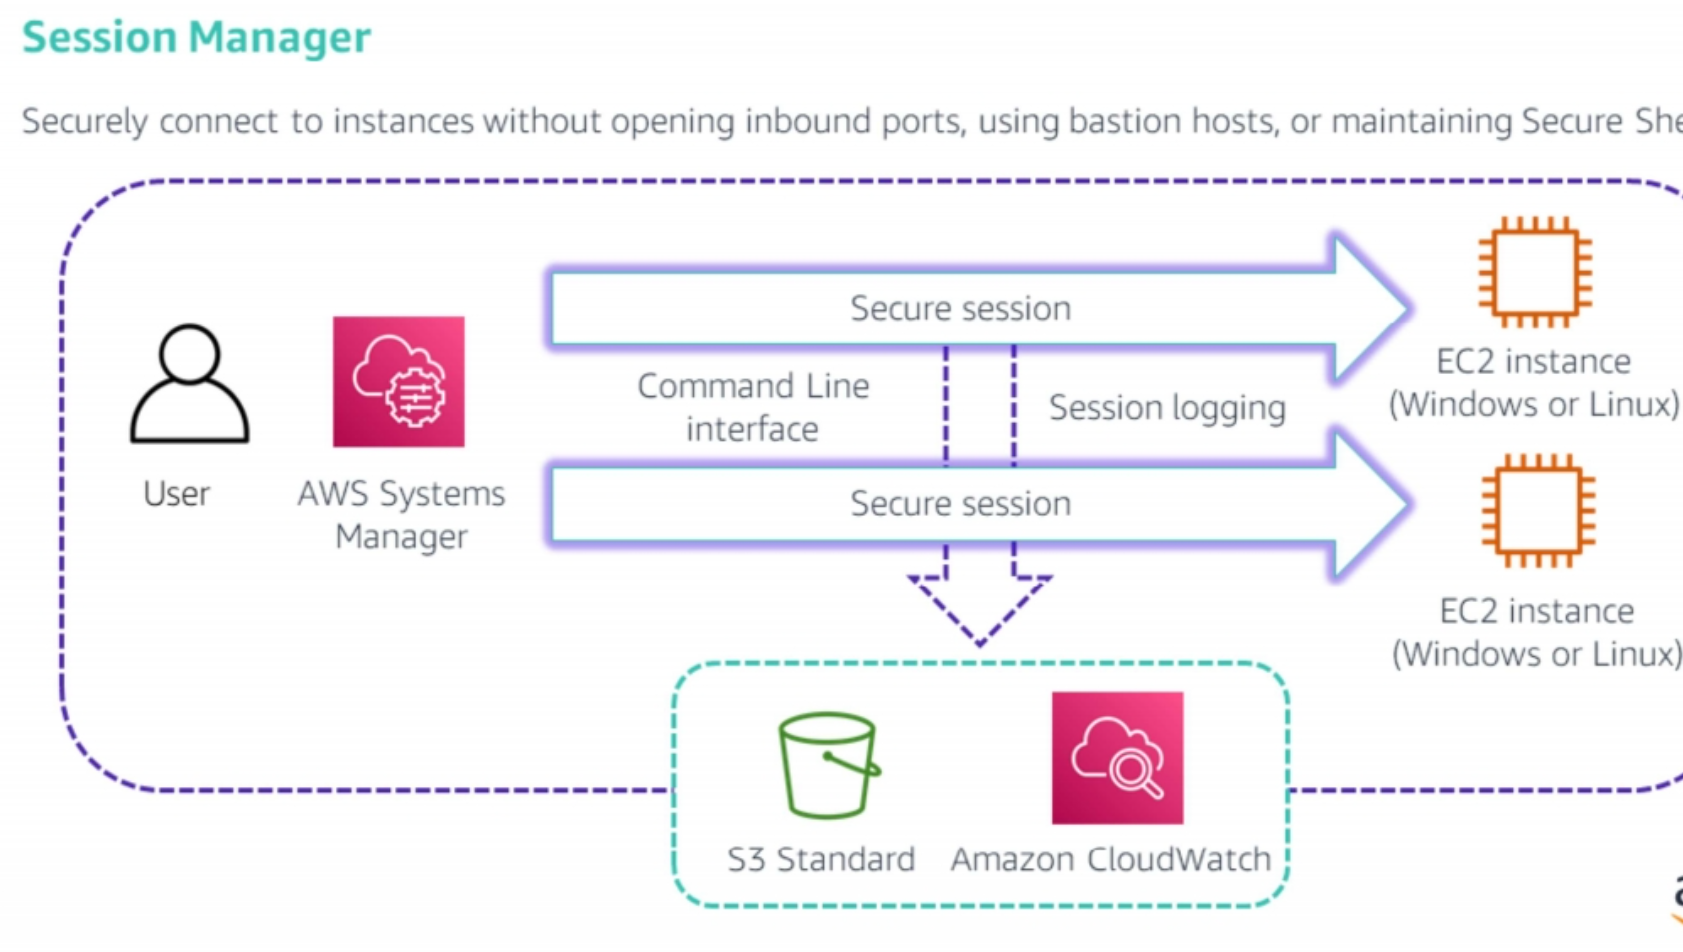 Session Manager
Securely connect to instances without opening inbound ports, using bastion hosts, or maintaining Secure
Secure session
EC2 instance
(Windows or Linux)
Command Line
interface
Session logging
User
AWS Systems
Manager
Secure session
EC2 instance
(Windows or Linux)
S3 Standard
Amazon CloudWatch